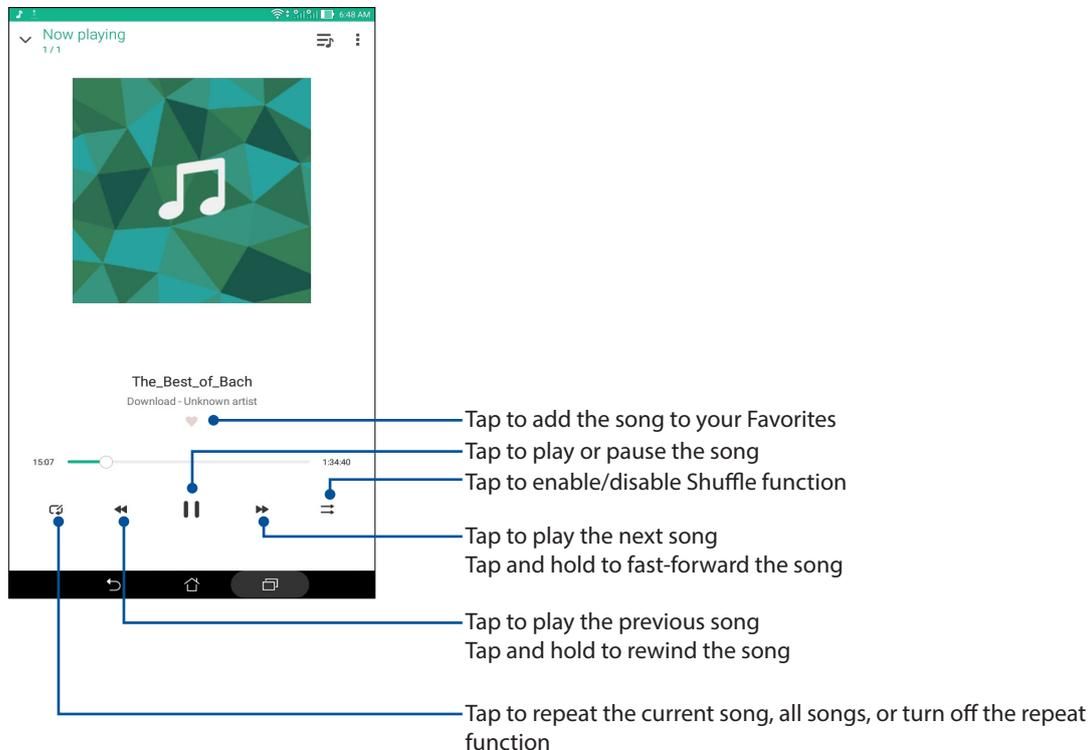 6:48 AM
Now playing
1/1
The_Best_of_Bach
Download - Unknown artist
15:07
1:34:40
Tap to add the song to your Favorites
Tap to play or pause the song
Tap to enable/disable Shuffle function
Tap to play the next song
Tap and hold to fast-forward the song
Tap to play the previous song
Tap and hold to rewind the song
Tap to repeat the current song, all songs, or turn off the repeat
function